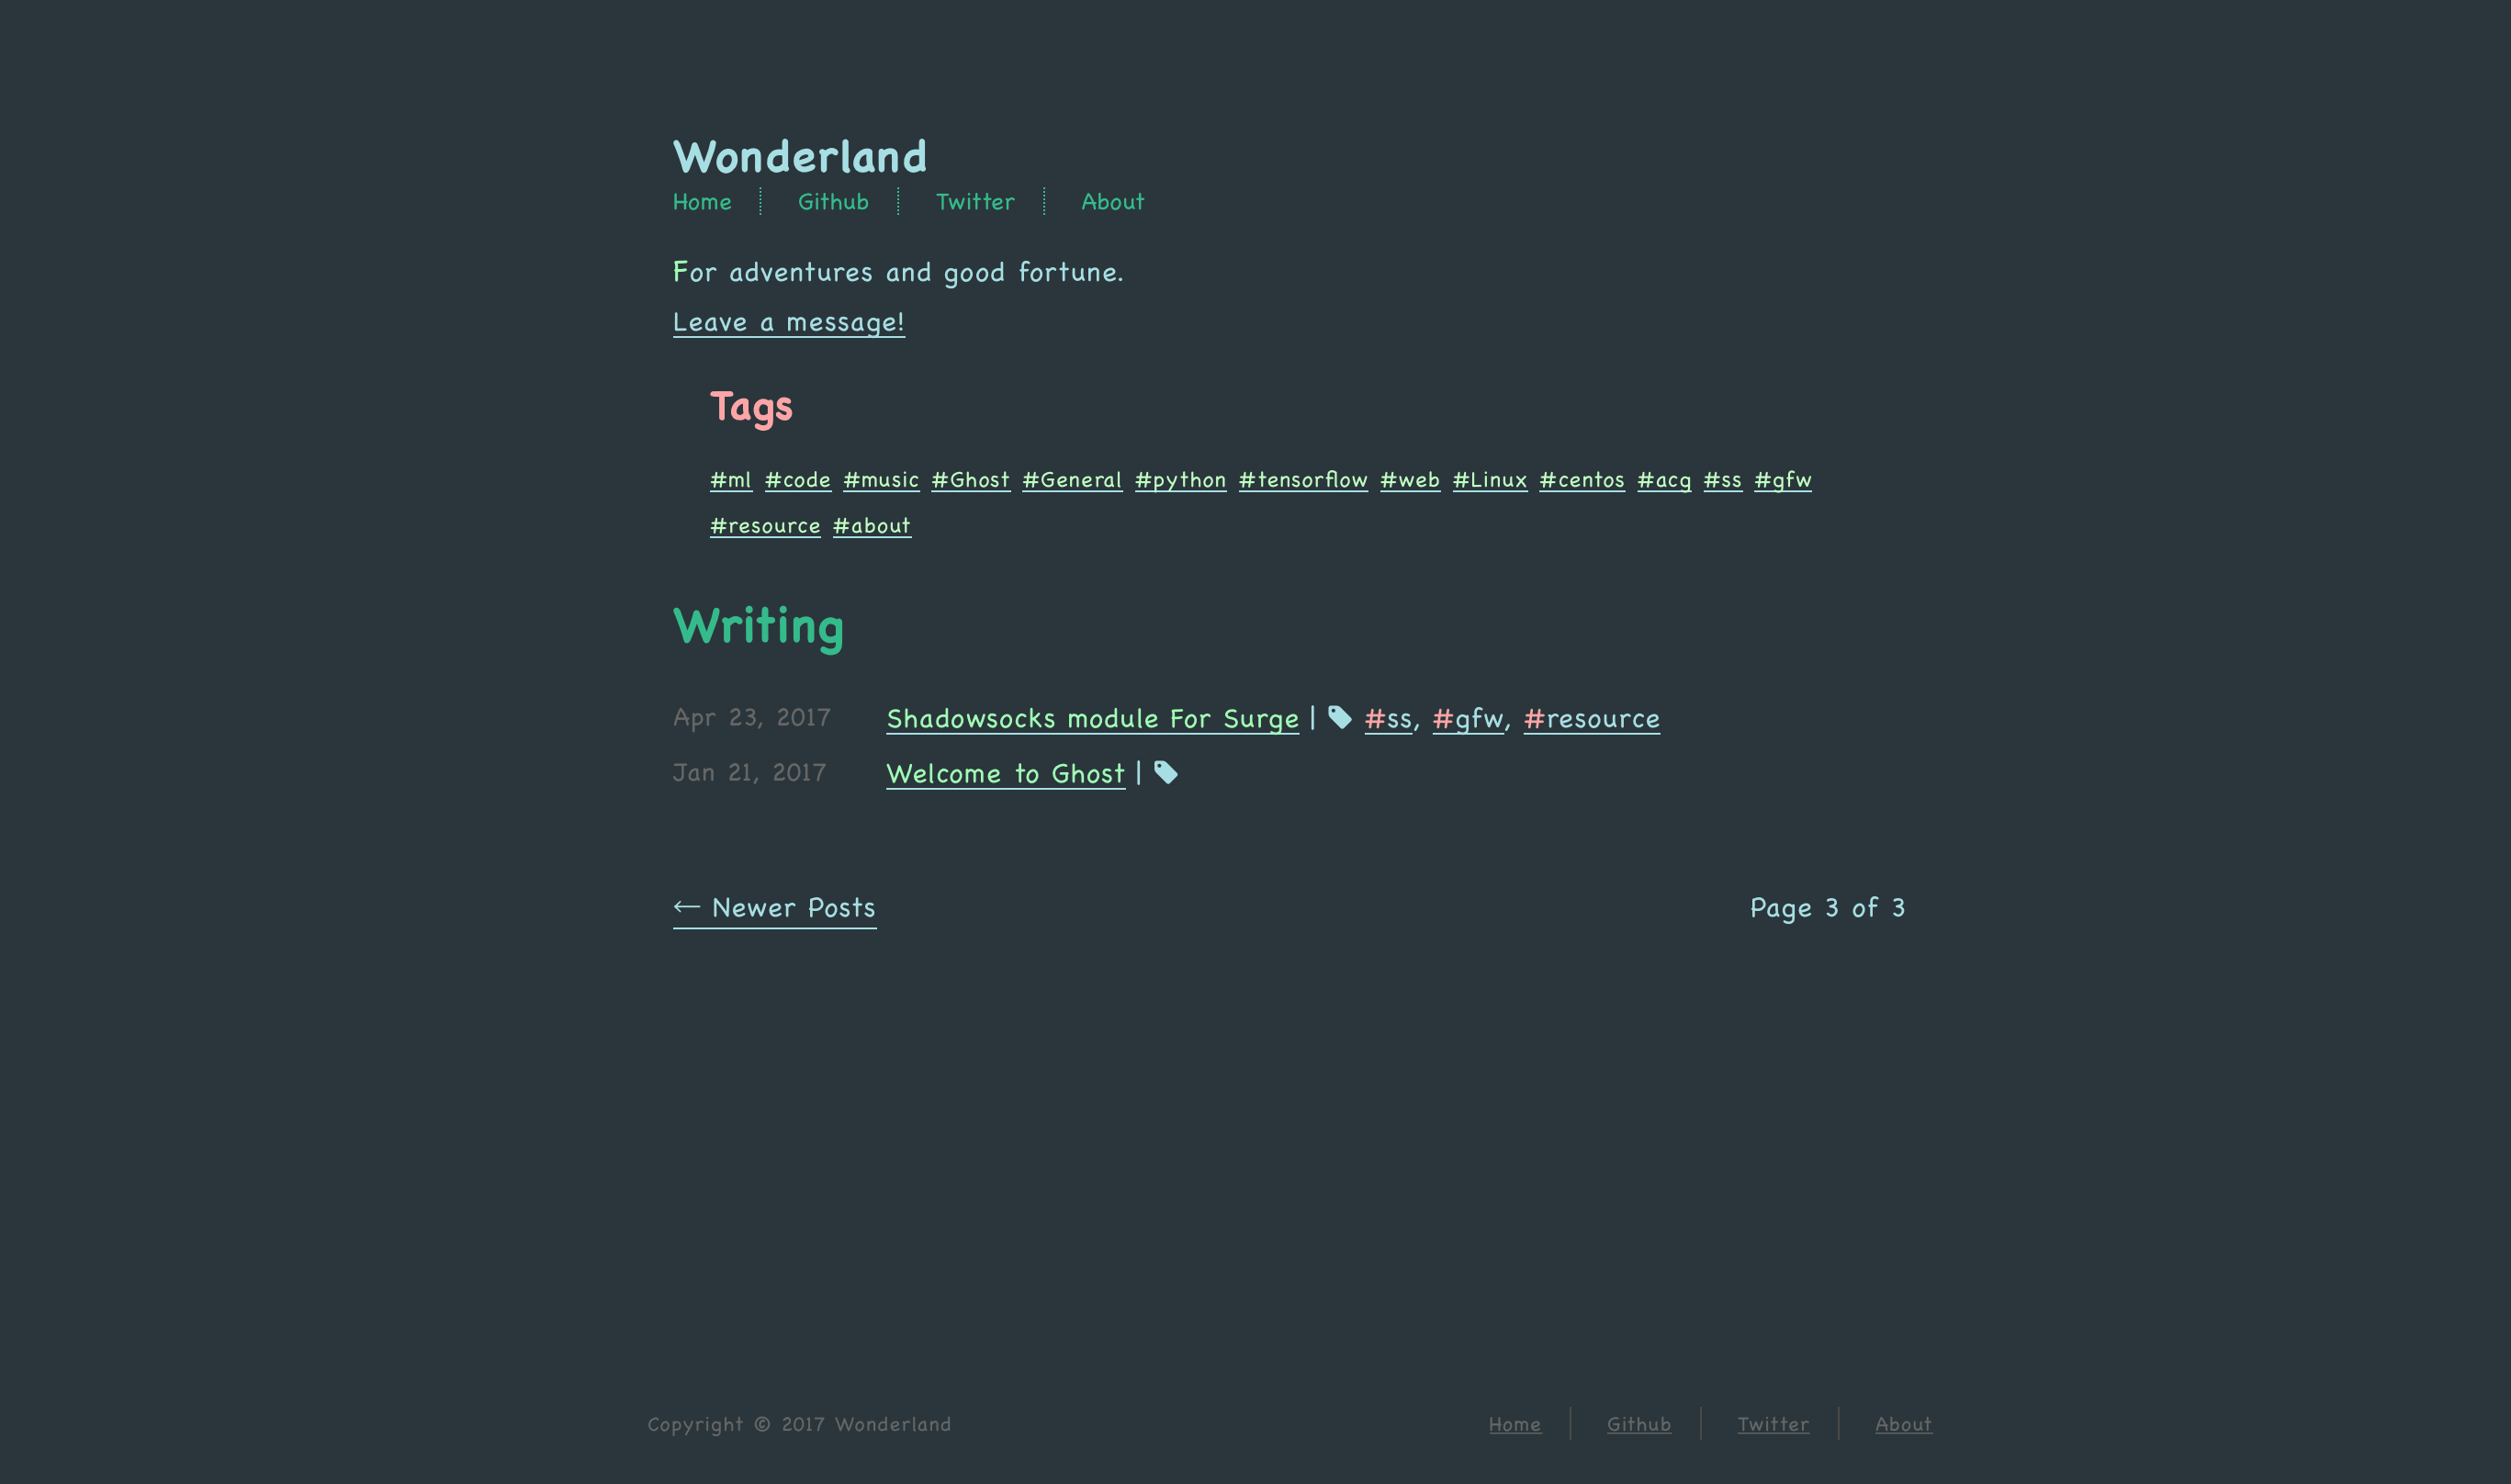 Wonderland
Home Github Twitter About
For adventures and good fortune.
Leave a message!
Tags
#ml #code #music #Ghost #General #python #tensorflow #web #Linux #centos #acg #ss #gfw
#resource #about
Writing
Apr 23, 2017 Shadowsocks module For Surge | #ss, #gfw, #resource
Jan 21, 2017 Welcome to Ghost |
← Newer Posts Page 3 of 3
Copyright © 2017 Wonderland Home Github Twitter About